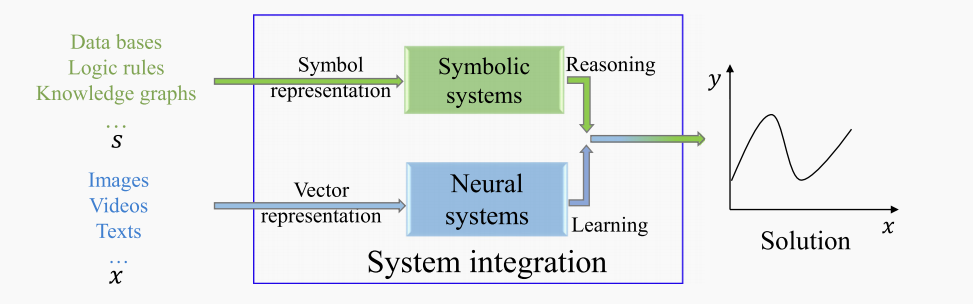 Data bases
Logic rules
Knowledge graphs
...
s
Images
Videos
Texts
...
x
Symbol
representation
Vector
representation
Symbolic
systems
Neural
systems
Reasoning
Learning
System integration
y
x
Solution